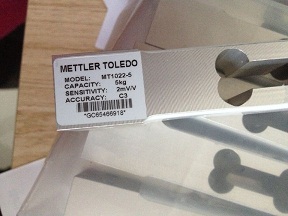 METTLER TOLEDO
MODEL: MT1022-5
CAPACITY: 5kg
SENSITIVITY: 2mV/V
ACCURACY: C3
*GC65466918*